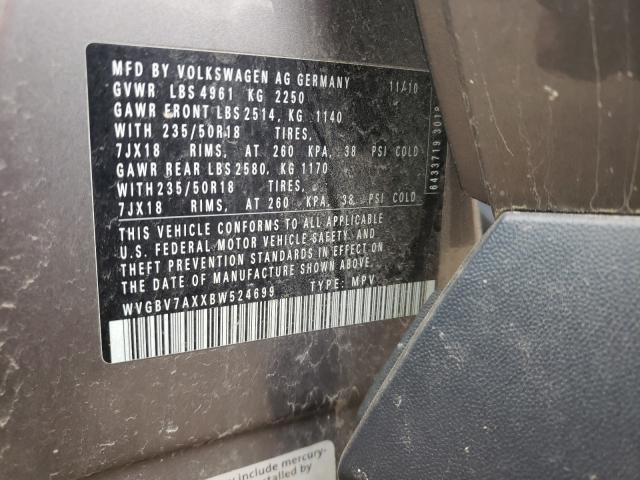 MFD BY VOLKSWAGEN AG GERMANY 11/10
GVWR LBS 4961 KG 2250
GAWR FRONT LBS 2514, KG 1140
WITH 235/50R18 TIRES,
7JX18 RIMS, AT 260 KPA, 38 PSI COLD
GAWR REAR LBS 2580, KG 1170
WITH 235/50R18 TIRES,
7JX18 RIMS, AT 260 KPA, 38 PSI COLD
THIS VEHICLE CONFORMS TO ALL APPLICABLE
U.S. FEDERAL MOTOR VEHICLE SAFETY AND
THEFT PREVENTION STANDARDS IN EFFECT ON
THE DATE OF MANUFACTURE SHOWN ABOVE.
WVGBV7AXXBW524699 TYPE: MPV
6433719 3018
y include mercury-
stalled by